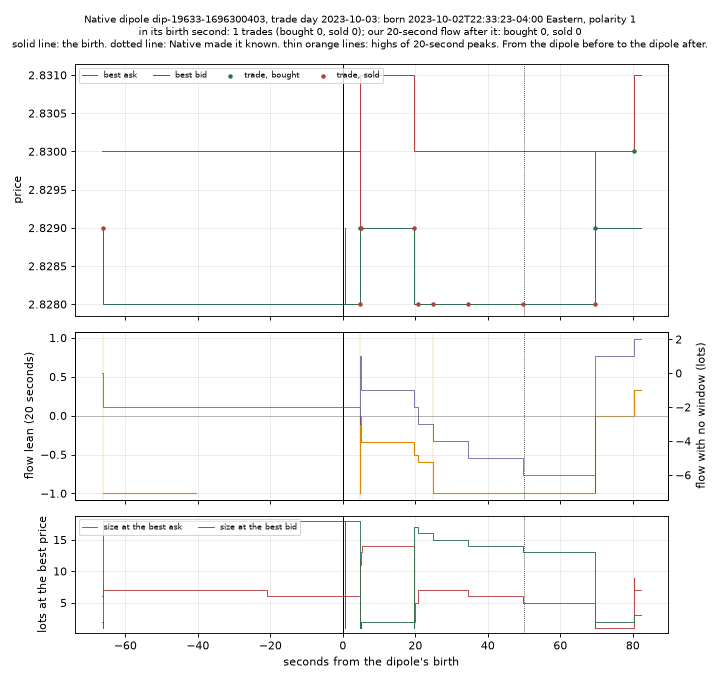 Native dipole dip-19633-1696300403, trade day 2023-10-03: born 2023-10-02T22:33:23-04:00 Eastern, polarity 1
in its birth second: 1 trades (bought 0, sold 0); our 20-second flow after it: bought 0, sold 0
solid line: the birth. dotted line: Native made it known. thin orange lines: highs of 20-second peaks. From the dipole before to the dipole after.
best ask best bid trade, bought trade, sold
2.8310
2.8305
2.8300
2.8295
2.8290
2.8285
2.8280
price
1.0
0.5
0.0
−0.5
−1.0
flow lean (20 seconds)
2
0
−2
−4
−6
flow with no window (lots)
size at the best ask size at the best bid
15
10
5
lots at the best price
−60 −40 −20 0 20 40 60 80
seconds from the dipole's birth